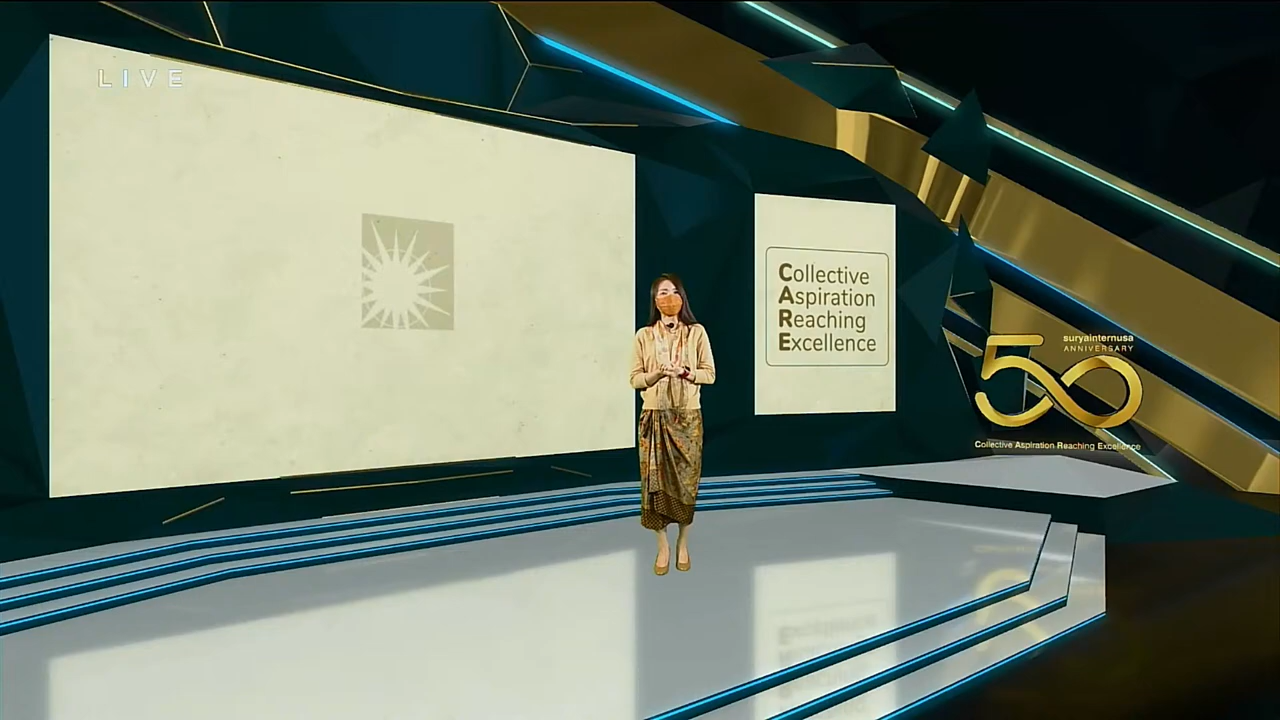 LIVE
Collective
Aspiration
Reaching
Excellence
suryainternusa
ANNIVERSARY
50
Collective Aspiration Reaching Excellence